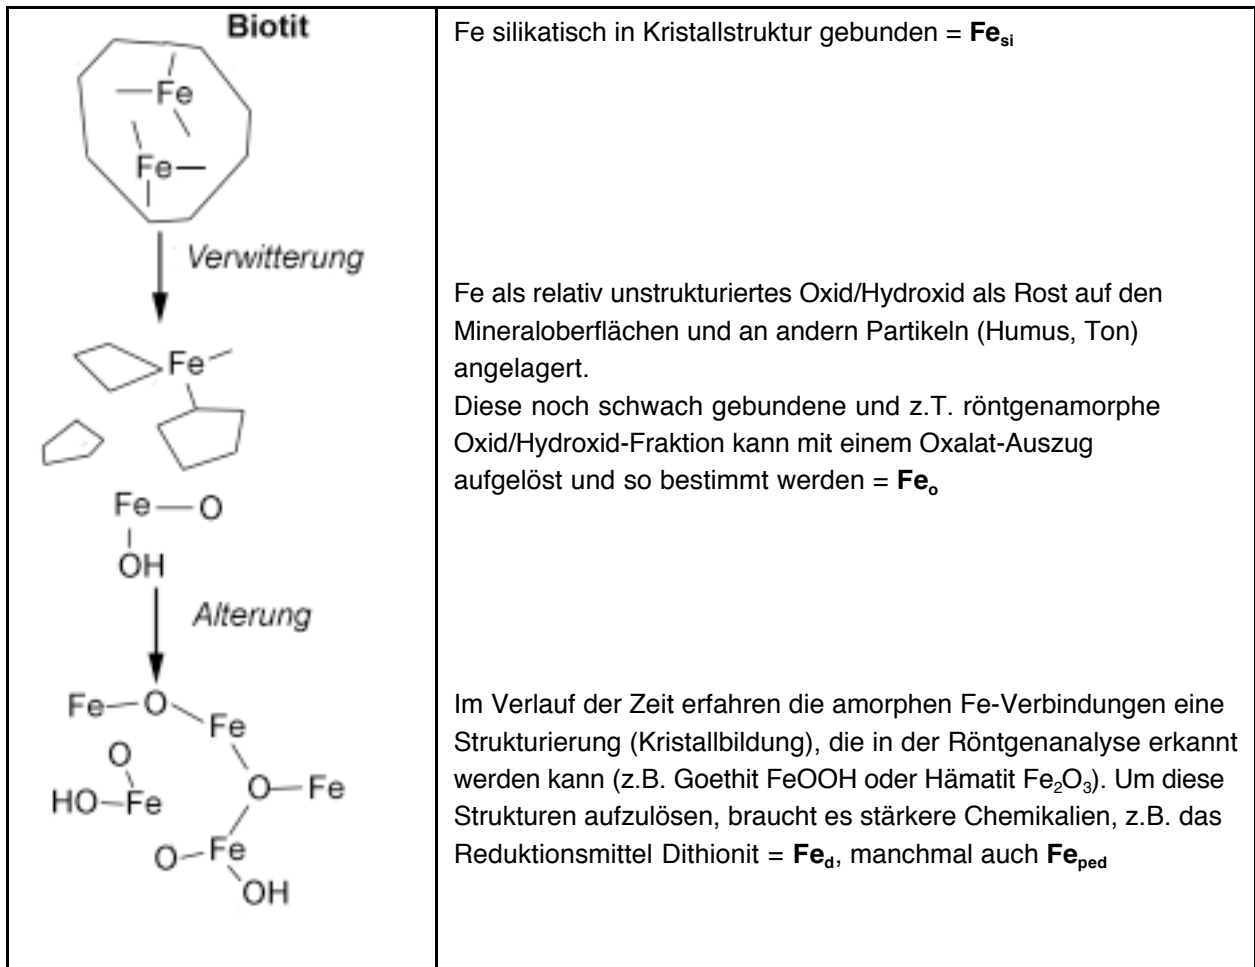 Biotit
Fe
Fe
Verwitterung
Fe
Fe—O
OH
Alterung
Fe—O
Fe
O
HO—Fe
O—Fe
O—Fe
OH
Fe silikatisch in Kristallstruktur gebunden = Fe_si
Fe als relativ unstrukturiertes Oxid/Hydroxid als Rost auf den
Mineraloberflächen und an andern Partikeln (Humus, Ton)
angelagert.
Diese noch schwach gebundene und z.T. röntgenamorphe
Oxid/Hydroxid-Fraktion kann mit einem Oxalat-Auszug
aufgelöst und so bestimmt werden = Fe_o
Im Verlauf der Zeit erfahren die amorphen Fe-Verbindungen eine
Strukturierung (Kristallbildung), die in der Röntgenanalyse erkannt
werden kann (z.B. Goethit FeOOH oder Hämatit Fe₂O₃). Um diese
Strukturen aufzulösen, braucht es stärkere Chemikalien, z.B. das
Reduktionsmittel Dithionit = Fe_d, manchmal auch Fe_ped